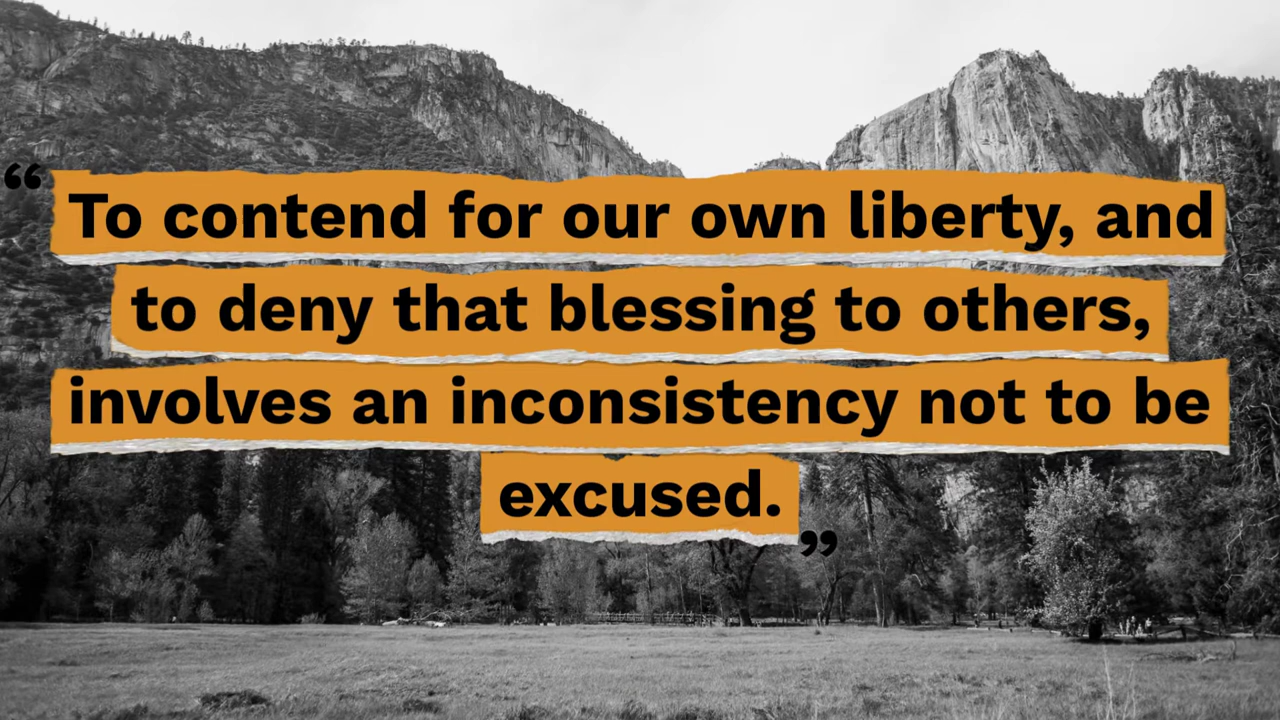 “To contend for our own liberty, and
to deny that blessing to others,
involves an inconsistency not to be
excused.”